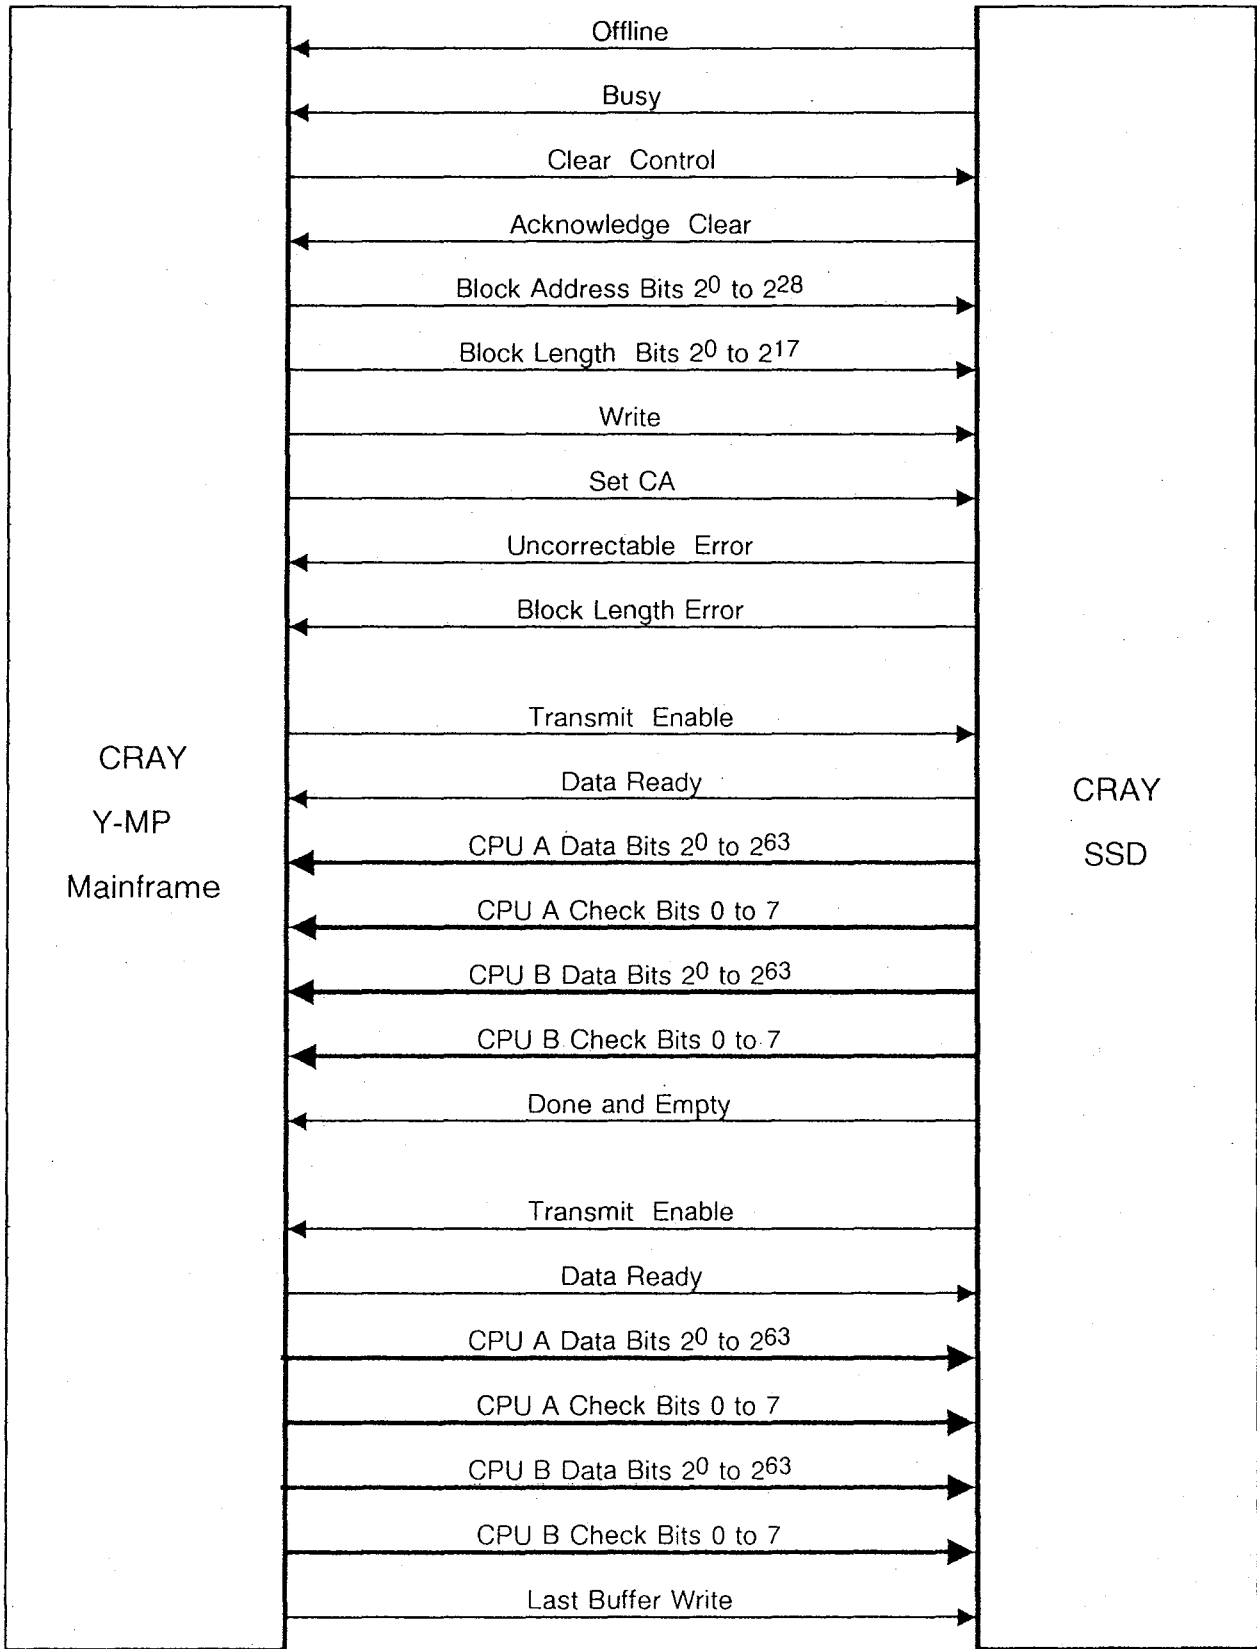 Offline
Busy
Clear Control
Acknowledge Clear
Block Address Bits 2⁰ to 2²⁸
Block Length Bits 2⁰ to 2¹⁷
Write
Set CA
Uncorrectable Error
Block Length Error
Transmit Enable
CRAY
Y-MP
Mainframe
Data Ready
CPU A Data Bits 2⁰ to 2⁶³
CPU A Check Bits 0 to 7
CPU B Data Bits 2⁰ to 2⁶³
CPU B Check Bits 0 to 7
Done and Empty
CRAY
SSD
Transmit Enable
Data Ready
CPU A Data Bits 2⁰ to 2⁶³
CPU A Check Bits 0 to 7
CPU B Data Bits 2⁰ to 2⁶³
CPU B Check Bits 0 to 7
Last Buffer Write